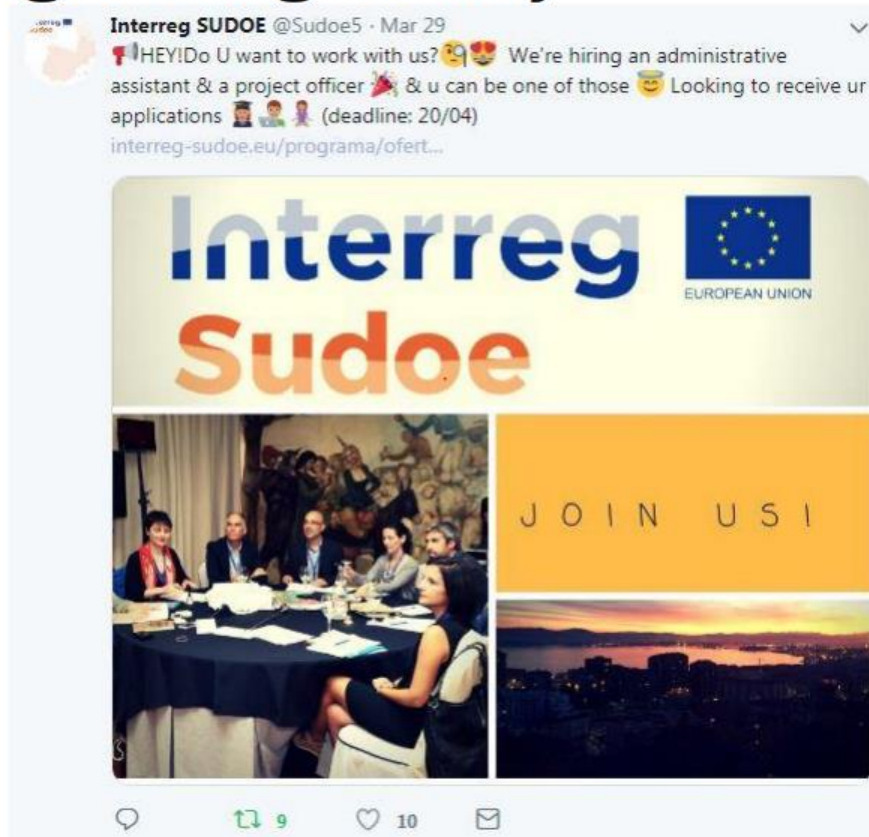 Interreg SUDOE @Sudoe5 · Mar 29
HEY!Do U want to work with us? We're hiring an administrative
assistant & a project officer & u can be one of those Looking to receive ur
applications (deadline: 20/04)
interreg-sudoe.eu/programa/ofert...
Interreg
EUROPEAN UNION
Sudoe
JOIN US!
9 10